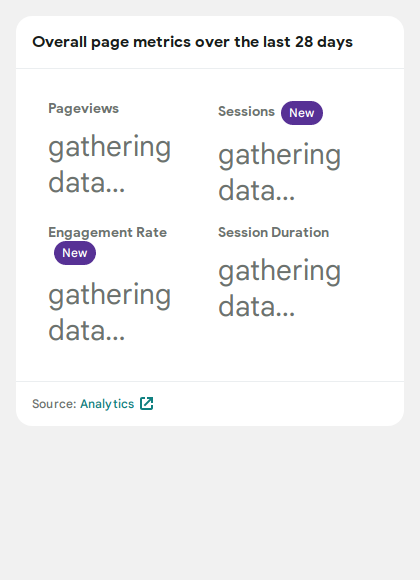 Overall page metrics over the last 28 days
Pageviews
gathering
data...
Sessions New
gathering
data...
Engagement Rate
New
gathering
data...
Session Duration
gathering
data...
Source: Analytics